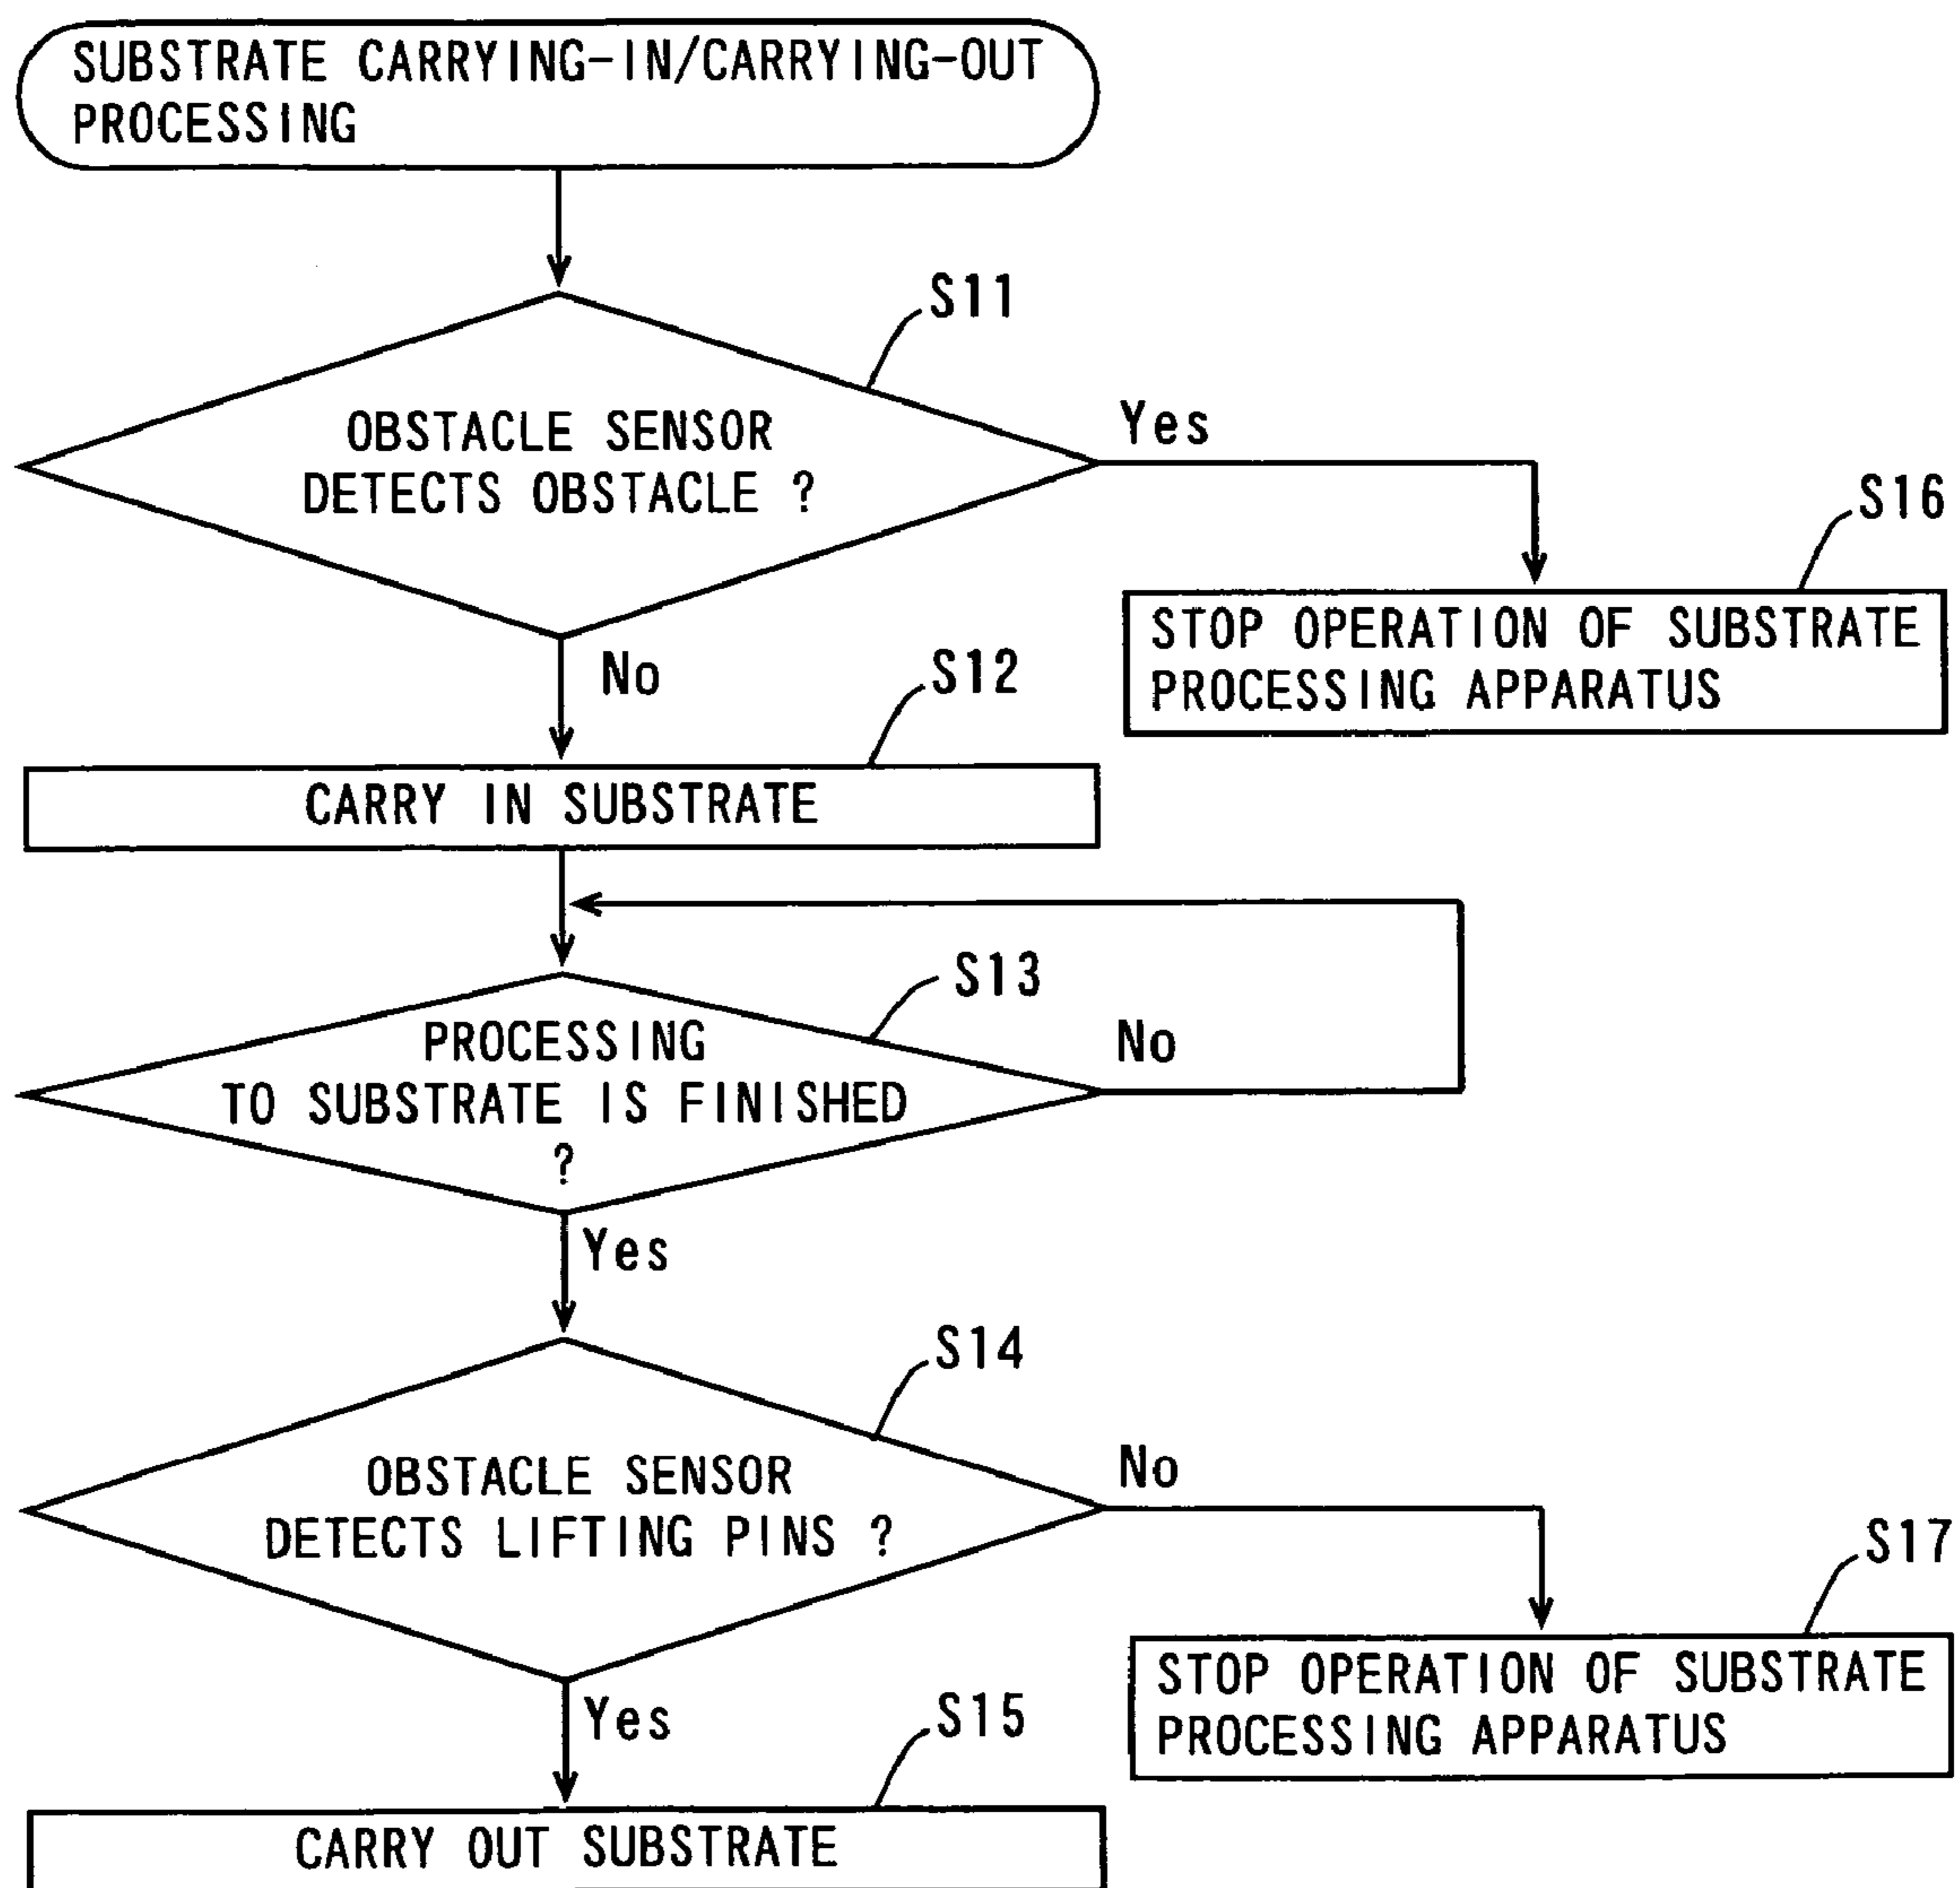 SUBSTRATE CARRYING-IN/CARRYING-OUT
PROCESSING
S11
OBSTACLE SENSOR
DETECTS OBSTACLE ?
Yes
S16
STOP OPERATION OF SUBSTRATE
PROCESSING APPARATUS
No
S12
CARRY IN SUBSTRATE
S13
PROCESSING
TO SUBSTRATE IS FINISHED
?
No
Yes
S14
OBSTACLE SENSOR
DETECTS LIFTING PINS ?
No
S17
STOP OPERATION OF SUBSTRATE
PROCESSING APPARATUS
Yes
S15
CARRY OUT SUBSTRATE